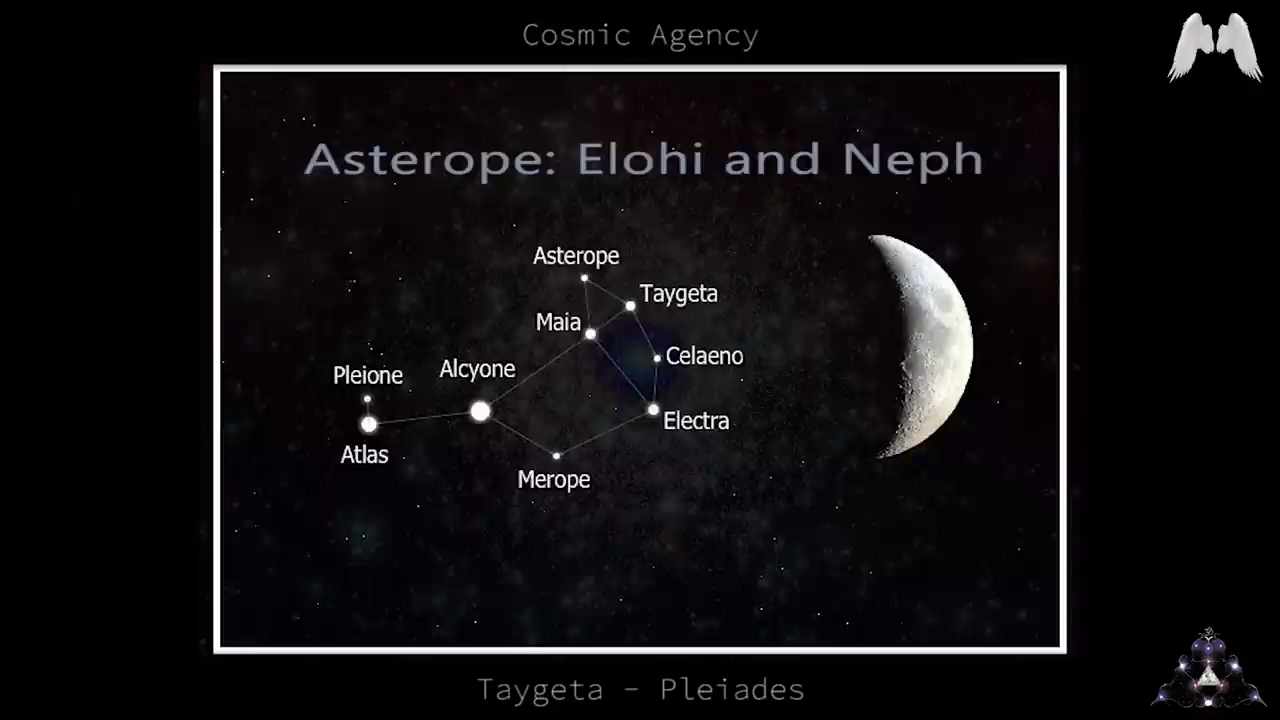 Cosmic Agency
Asterope: Elohi and Neph
Asterope
Taygeta
Maia
Celaeno
Alcyone
Pleione
Electra
Atlas
Merope
Taygeta - Pleiades